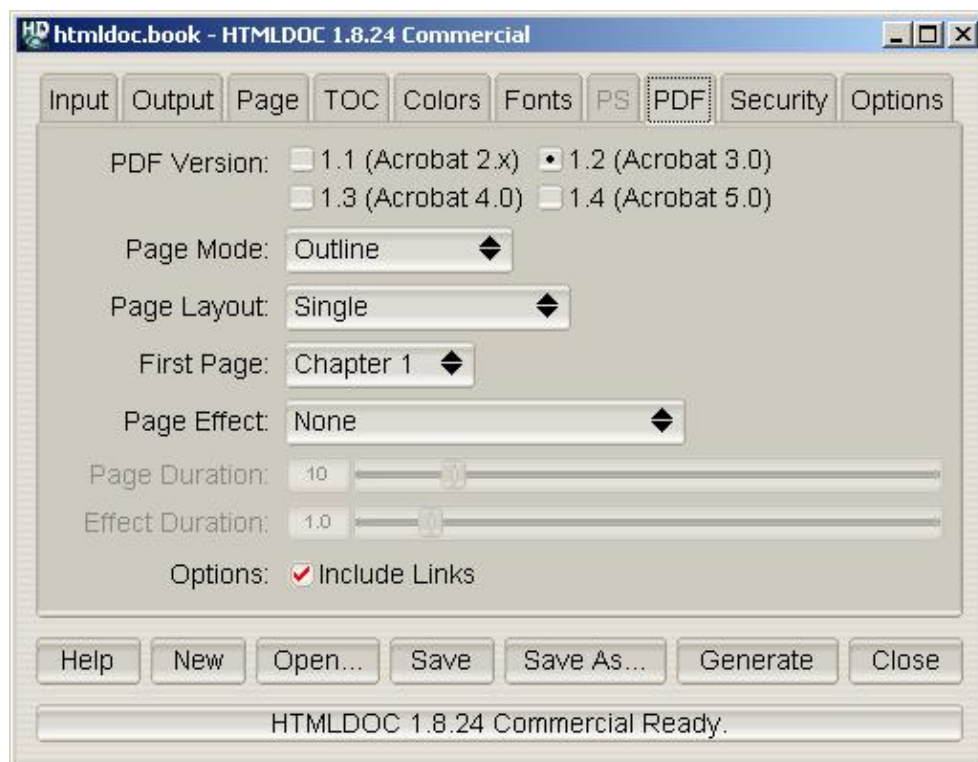 HD htmldoc.book - HTMLDOC 1.8.24 Commercial
Input Output Page TOC Colors Fonts PS PDF Security Options
PDF Version: 1.1 (Acrobat 2.x) 1.2 (Acrobat 3.0)
1.3 (Acrobat 4.0) 1.4 (Acrobat 5.0)
Page Mode: Outline
Page Layout: Single
First Page: Chapter 1
Page Effect: None
Page Duration: 10
Effect Duration: 1.0
Options: Include Links
Help New Open... Save Save As... Generate Close
HTMLDOC 1.8.24 Commercial Ready.